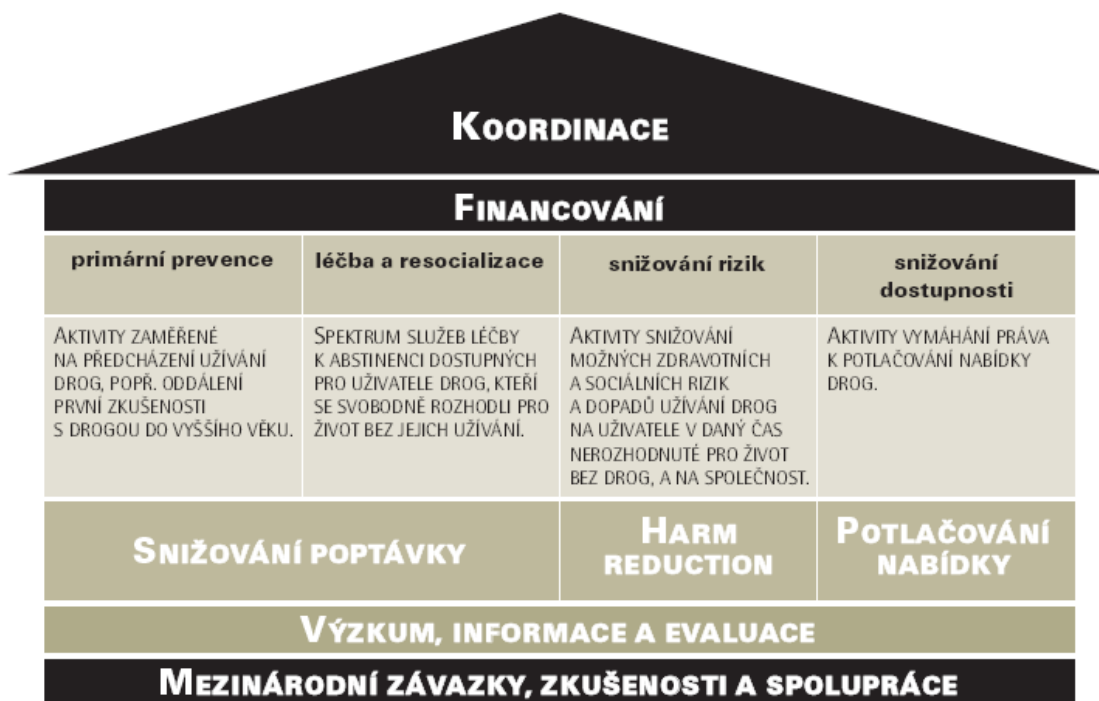 KOORDINACE
FINANCOVÁNÍ
primární prevence
léčba a resocializace
snižování rizik
snižování
dostupnosti
AKTIVITY ZAMĚŘENÉ
NA PŘEDCHÁZENÍ UŽÍVÁNÍ
DROG, POPŘ. ODDÁLENÍ
PRVNÍ ZKUŠENOSTI
S DROGOU DO VYŠŠÍHO VĚKU.
SPEKTRUM SLUŽEB LÉČBY
K ABSTINENCI DOSTUPNÝCH
PRO UŽIVATELE DROG, KTEŘÍ
SE SVOBODNĚ ROZHODLI PRO
ŽIVOT BEZ JEJICH UŽÍVÁNÍ.
AKTIVITY SNIŽOVÁNÍ
MOŽNÝCH ZDRAVOTNÍCH
A SOCIÁLNÍCH RIZIK
A DOPADŮ UŽÍVÁNÍ DROG
NA UŽIVATELE V DANÝ ČAS
NEROZHODNUTÉ PRO ŽIVOT
BEZ DROG, A NA SPOLEČNOST.
AKTIVITY VYMÁHÁNÍ PRÁVA
K POTLAČOVÁNÍ NABÍDKY
DROG.
SNIŽOVÁNÍ POPTÁVKY
HARM
REDUCTION
POTLAČOVÁNÍ
NABÍDKY
VÝZKUM, INFORMACE A EVALUACE
MEZINÁRODNÍ ZÁVAZKY, ZKUŠENOSTI A SPOLUPRÁCE